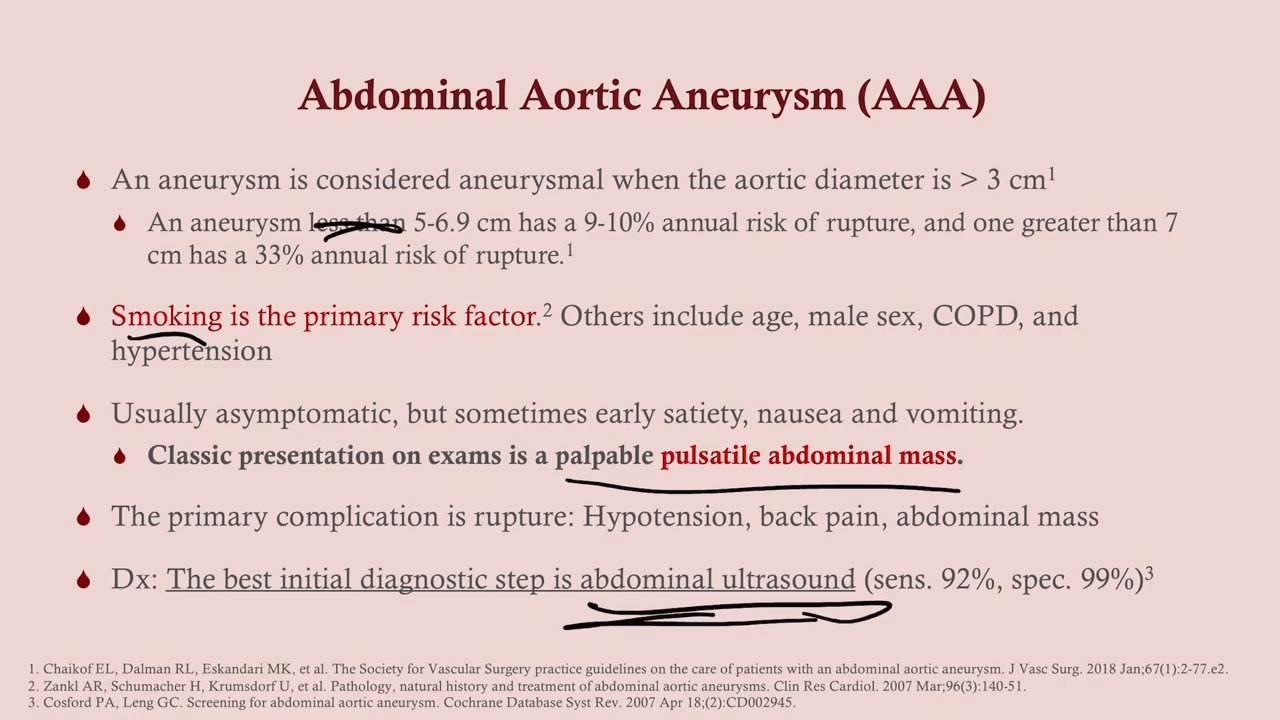 Abdominal Aortic Aneurysm (AAA)
An aneurysm is considered aneurysmal when the aortic diameter is > 3 cm1
An aneurysm less than 5-6.9 cm has a 9-10% annual risk of rupture, and one greater than 7
cm has a 33% annual risk of rupture.1
Smoking is the primary risk factor.2 Others include age, male sex, COPD, and
hypertension
Usually asymptomatic, but sometimes early satiety, nausea and vomiting.
Classic presentation on exams is a palpable pulsatile abdominal mass.
The primary complication is rupture: Hypotension, back pain, abdominal mass
Dx: The best initial diagnostic step is abdominal ultrasound (sens. 92%, spec. 99%)3
1. Chaikof EL, Dalman RL, Eskandari MK, et al. The Society for Vascular Surgery practice guidelines on the care of patients with an abdominal aortic aneurysm. J Vasc Surg. 2018 Jan;67(1):2-77.e2.
2. Zankl AR, Schumacher H, Krumsdorf U, et al. Pathology, natural history and treatment of abdominal aortic aneurysms. Clin Res Cardiol. 2007 Mar;96(3):140-51.
3. Cosford PA, Leng GC. Screening for abdominal aortic aneurysm. Cochrane Database Syst Rev. 2007 Apr 18;(2):CD002945.